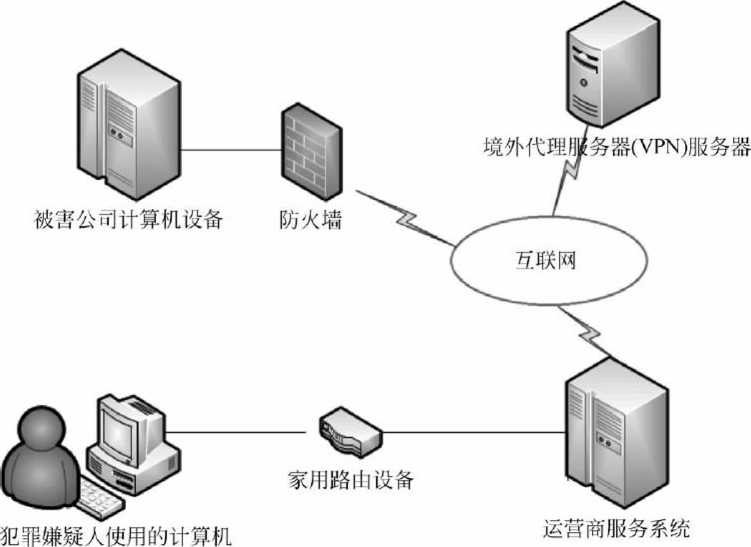 境外代理服务器(VPN)服务器
被害公司计算机设备
防火墙
互联网
家用路由设备
犯罪嫌疑人使用的计算机
运营商服务系统